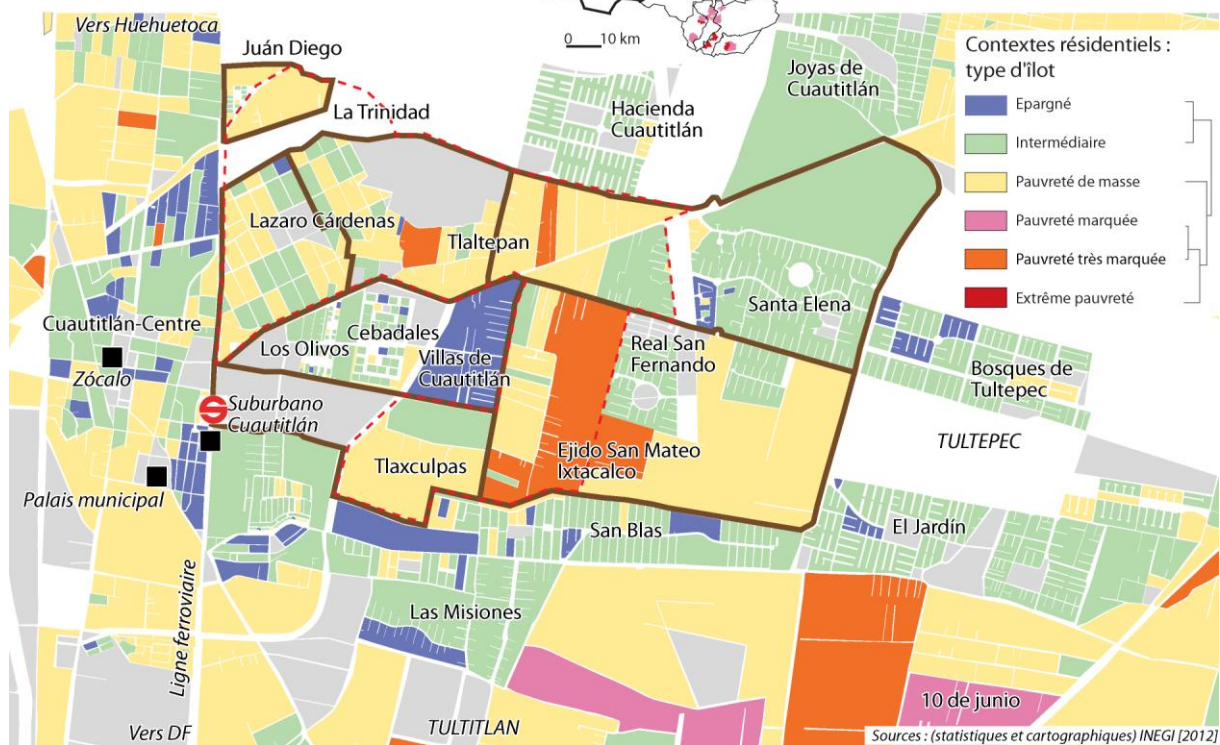 Vers Huehuetoca
0 10 km
Juán Diego
La Trinidad
Hacienda
Cuautitlán
Joyas de
Cuautitlán
Contextes résidentiels :
type d'îlot
Epargné
Intermédiaire
Pauvreté de masse
Pauvreté marquée
Pauvreté très marquée
Extrême pauvreté
Lazaro Cárdenas
Tlaltepan
Santa Elena
Cuautitlán-Centre
Zócalo
Los Olivos
Cebadales
Villas de
Cuautitlán
Real San
Fernando
Bosques de
Tultepec
Suburbano
Cuautitlán
TULTEPEC
Tlaxculpas
Ejido San Mateo
Ixtacalco
Palais municipal
San Blas
El Jardín
Las Misiones
Ligne ferroviaire
10 de junio
Vers DF
TULTITLAN
Sources : (statistiques et cartographiques) INEGI [2012]